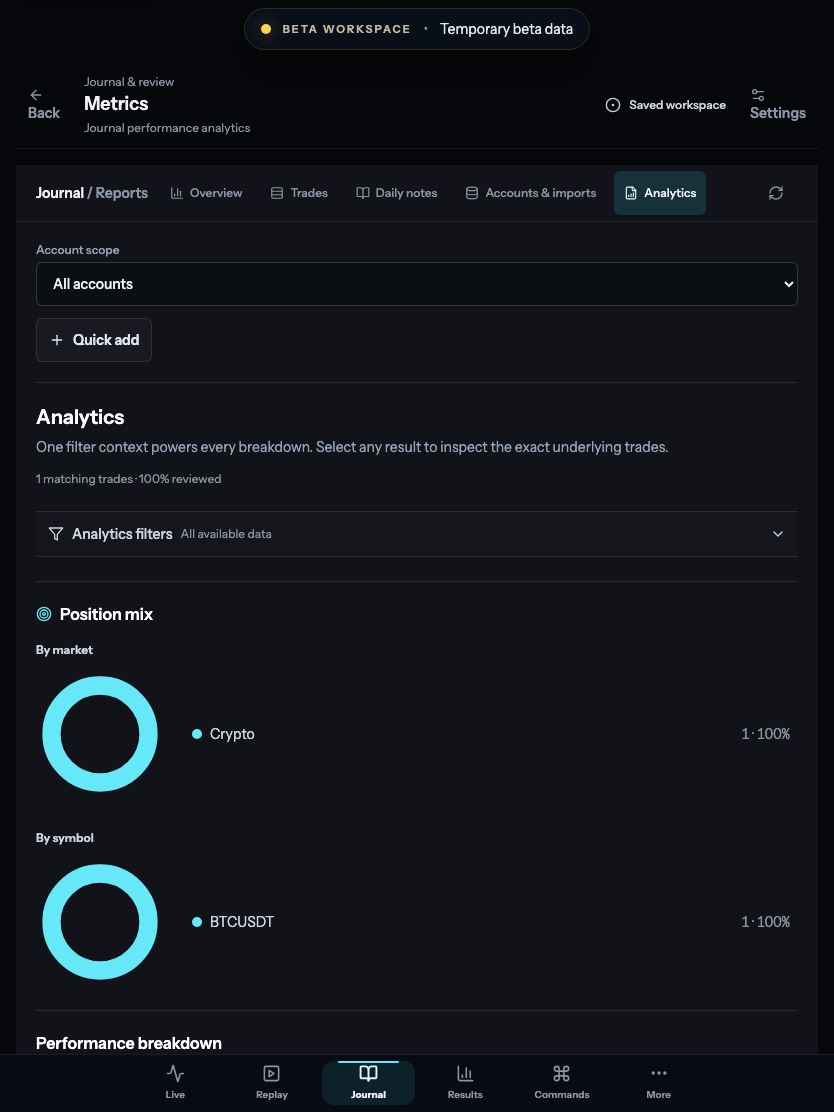 BETA WORKSPACE · Temporary beta data
Journal & review
Back
Metrics
Journal performance analytics
Saved workspace
Settings
Journal / Reports
Overview
Trades
Daily notes
Accounts & imports
Analytics
Account scope
All accounts
Quick add
Analytics
One filter context powers every breakdown. Select any result to inspect the exact underlying trades.
1 matching trades · 100% reviewed
Analytics filters All available data
Position mix
By market
Crypto 1 · 100%
By symbol
BTCUSDT 1 · 100%
Performance breakdown
Live
Replay
Journal
Results
Commands
More